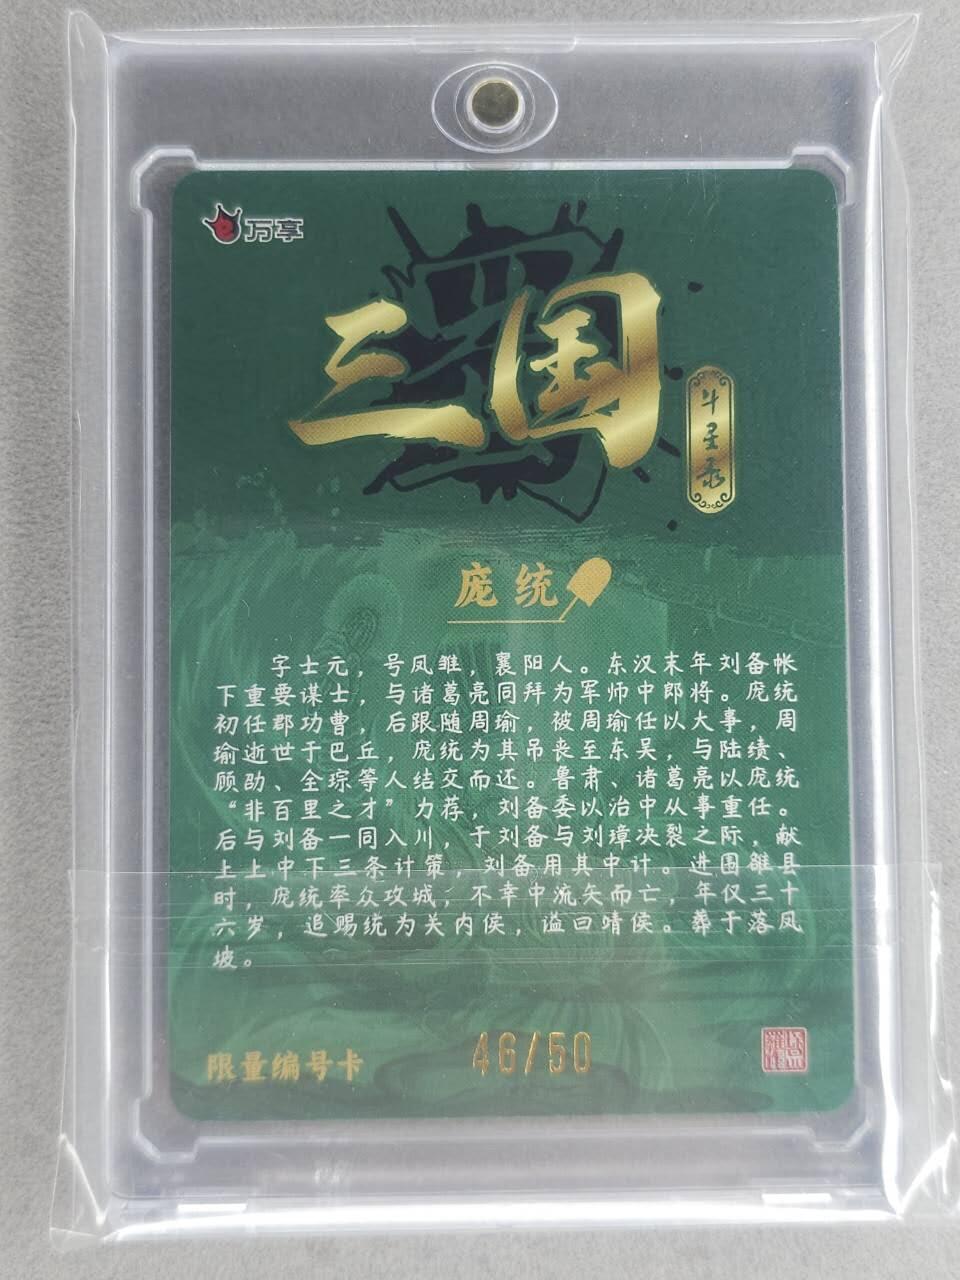 万享
三国
斗星录
庞统
字士元，号凤雏，襄阳人。东汉末年刘备帐
下重要谋士，与诸葛亮同拜为军师中郎将。庞统
初任郡功曹，后跟随周瑜，被周瑜任以大事，周
瑜逝世于巴丘，庞统为其吊丧至东吴，与陆绩、
顾劭、全琮等人结交而还。鲁肃、诸葛亮以庞统
“非百里之才”力荐，刘备委以治中从事重任。
后与刘备一同入川，于刘备与刘璋决裂之际，献
上上中下三条计策，刘备用其中计。进围雒县
时，庞统率众攻城，不幸中流矢而亡，年仅三十
六岁，追赐统为关内侯，谥曰靖侯。葬于落凤
坡。
限量编号卡
46/50